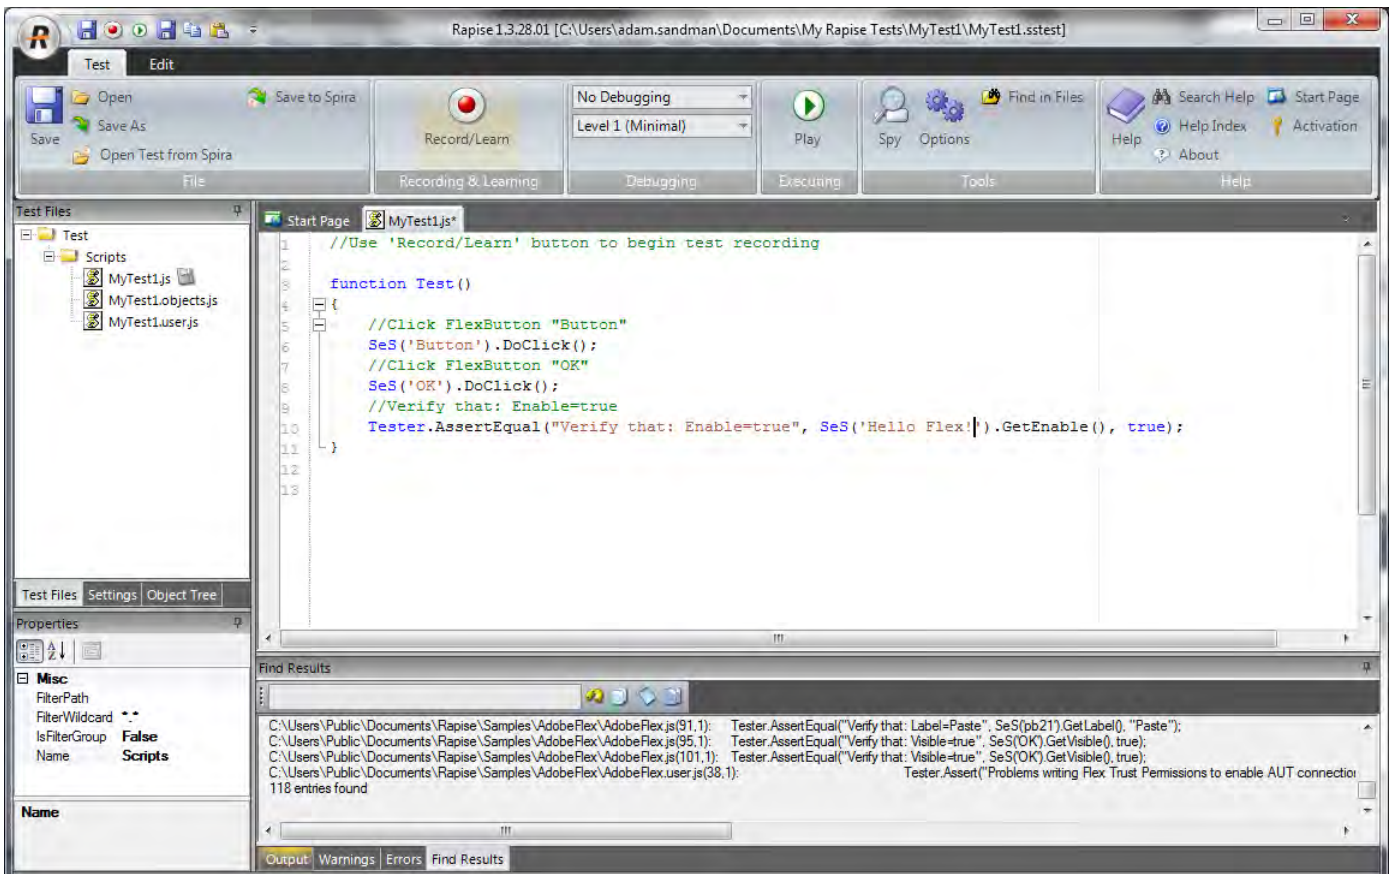 Rapise 1.3.28.01 [C:\Users\adam.sandman\Documents\My Rapise Tests\MyTest1\MyTest1.sstest]
Test Edit
Save
Open
Save As
Open Test from Spira
Save to Spira
File
Record/Learn
Recording & Learning
No Debugging
Level 1 (Minimal)
Debugging
Play
Executing
Spy
Options
Find in Files
Tools
Help
Search Help
Help Index
About
Start Page
Activation
Help
Test Files
Test
Scripts
MyTest1.js
MyTest1.objects.js
MyTest1.user.js
Test Files Settings Object Tree
Properties
Misc
FilterPath
FilterWildcard *.*
IsFilterGroup False
Name Scripts
Name
Start Page MyTest1.js*
1 //Use 'Record/Learn' button to begin test recording
2
3 function Test()
4 {
5 //Click FlexButton "Button"
6 SeS('Button').DoClick();
7 //Click FlexButton "OK"
8 SeS('OK').DoClick();
9 //Verify that: Enable=true
10 Tester.AssertEqual("Verify that: Enable=true", SeS('Hello Flex!').GetEnable(), true);
11 }
12
13
Find Results
C:\Users\Public\Documents\Rapise\Samples\AdobeFlex\AdobeFlex.js(91,1): Tester.AssertEqual("Verify that: Label=Paste", SeS('pb21').GetLabel(), "Paste");
C:\Users\Public\Documents\Rapise\Samples\AdobeFlex\AdobeFlex.js(95,1): Tester.AssertEqual("Verify that: Visible=true", SeS('OK').GetVisible(), true);
C:\Users\Public\Documents\Rapise\Samples\AdobeFlex\AdobeFlex.js(101,1): Tester.AssertEqual("Verify that: Visible=true", SeS('OK').GetVisible(), true);
C:\Users\Public\Documents\Rapise\Samples\AdobeFlex\AdobeFlex.user.js(38,1): Tester.Assert("Problems writing Flex Trust Permissions to enable AUT connection
118 entries found
Output Warnings Errors Find Results